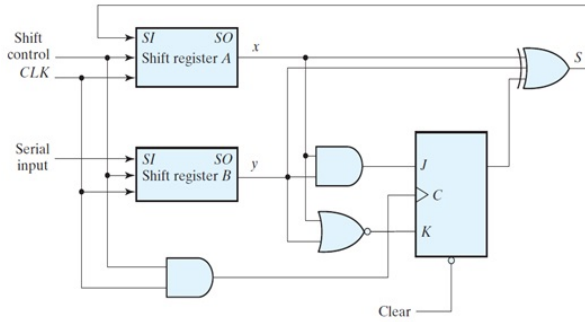 Shift
control
CLK
SI SO
Shift register A
x
S
Serial
input
SI SO
Shift register B
y
J
C
K
Clear